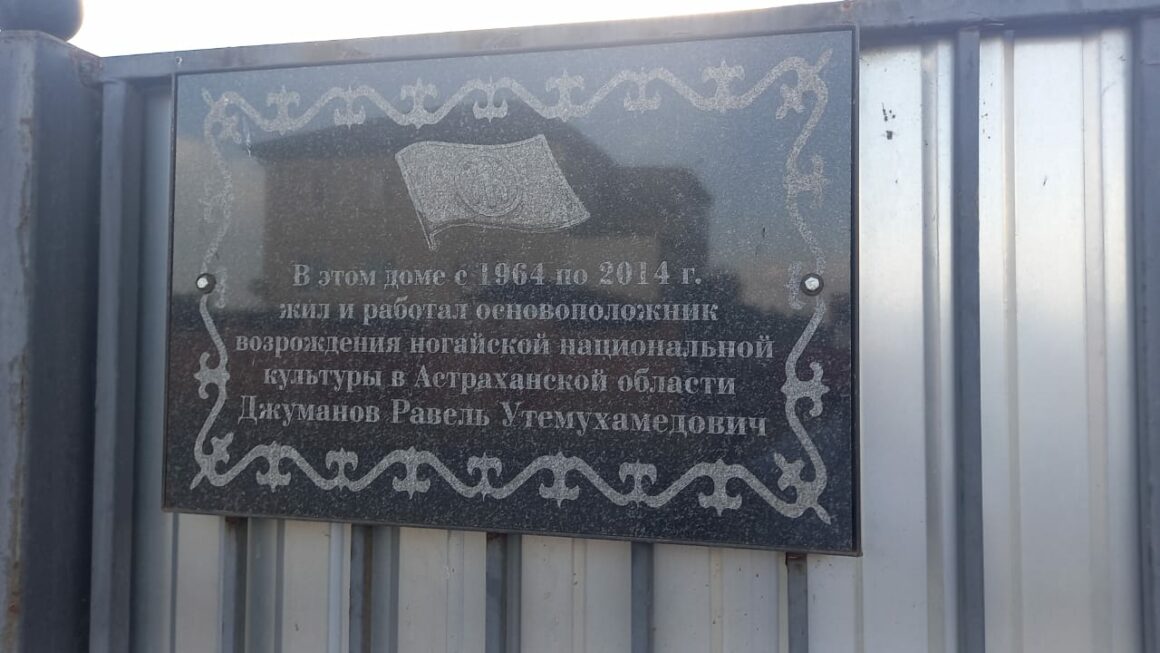 В этом доме с 1964 по 2014 г.
жил и работал основоположник
возрождения ногайской национальной
культуры в Астраханской области
Джуманов Равель Утемухамедович